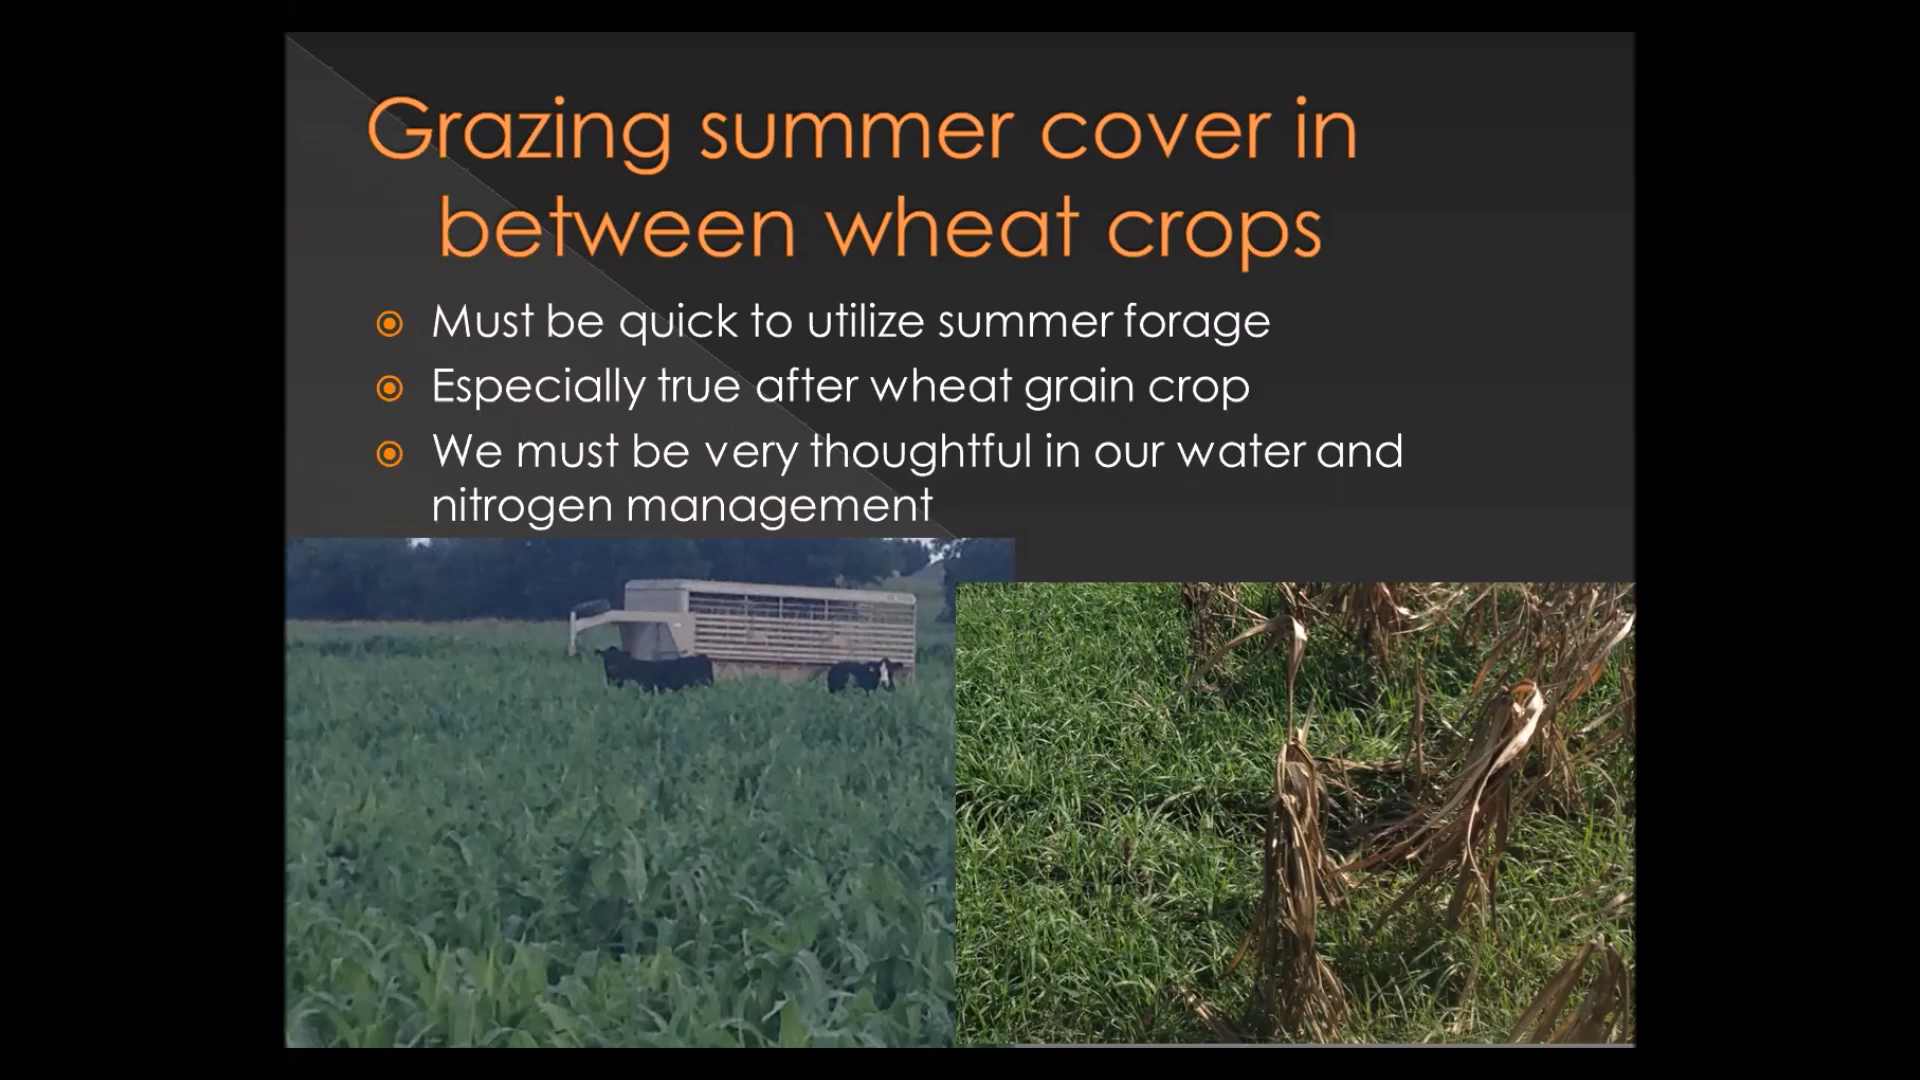 Grazing summer cover in
between wheat crops
Must be quick to utilize summer forage
Especially true after wheat grain crop
We must be very thoughtful in our water and
nitrogen management